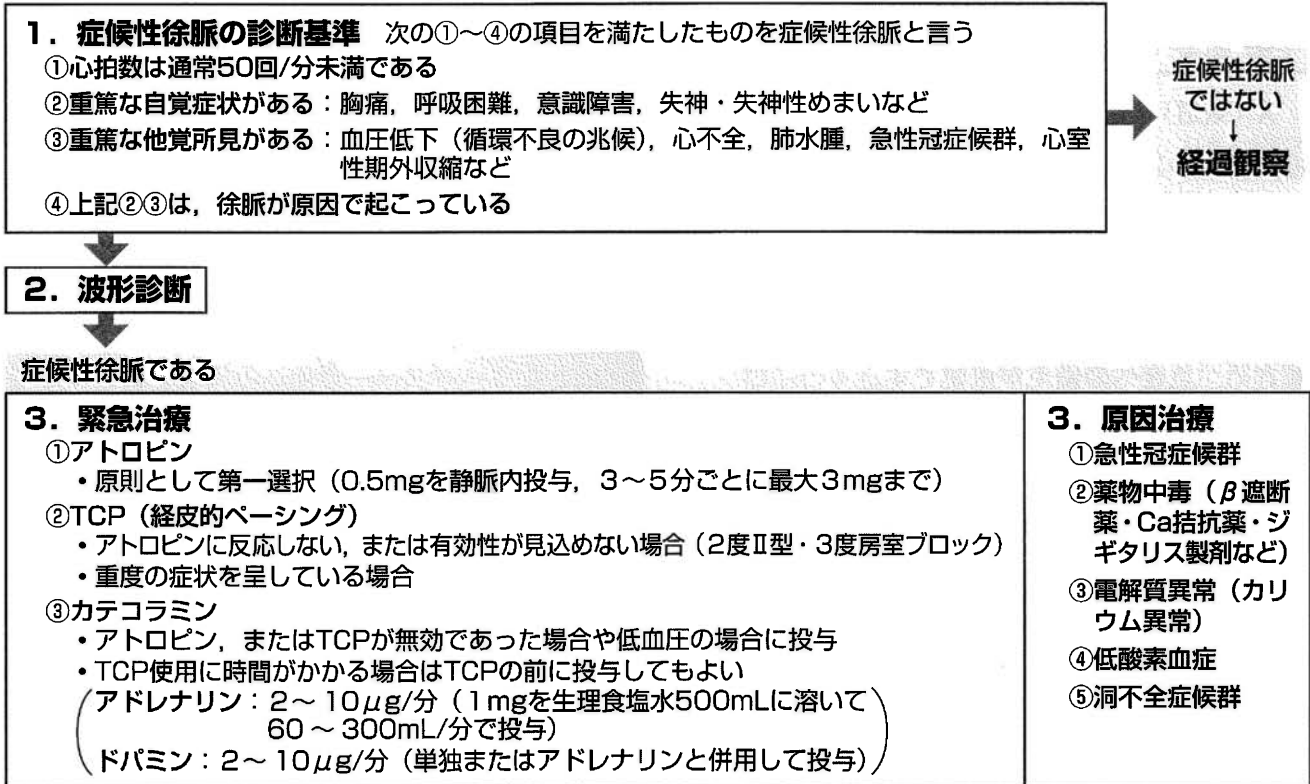 1．症候性徐脈の診断基準　次の①〜④の項目を満たしたものを症候性徐脈と言う
①心拍数は通常50回/分未満である
②重篤な自覚症状がある：胸痛，呼吸困難，意識障害，失神・失神性めまいなど
③重篤な他覚所見がある：血圧低下（循環不良の兆候），心不全，肺水腫，急性冠症候群，心室
性期外収縮など
④上記②③は，徐脈が原因で起こっている
症候性徐脈
ではない
↓
経過観察
2．波形診断
症候性徐脈である
3．緊急治療
①アトロピン
・原則として第一選択（0.5mgを静脈内投与，3〜5分ごとに最大3mgまで）
②TCP（経皮的ペーシング）
・アトロピンに反応しない，または有効性が見込めない場合（2度Ⅱ型・3度房室ブロック）
・重度の症状を呈している場合
③カテコラミン
・アトロピン，またはTCPが無効であった場合や低血圧の場合に投与
・TCP使用に時間がかかる場合はTCPの前に投与してもよい
アドレナリン：2〜10μg/分（1mgを生理食塩水500mLに溶いて
60〜300mL/分で投与）
ドパミン：2〜10μg/分（単独またはアドレナリンと併用して投与）
3．原因治療
①急性冠症候群
②薬物中毒（β遮断
薬・Ca拮抗薬・ジ
ギタリス製剤など）
③電解質異常（カリ
ウム異常）
④低酸素血症
⑤洞不全症候群